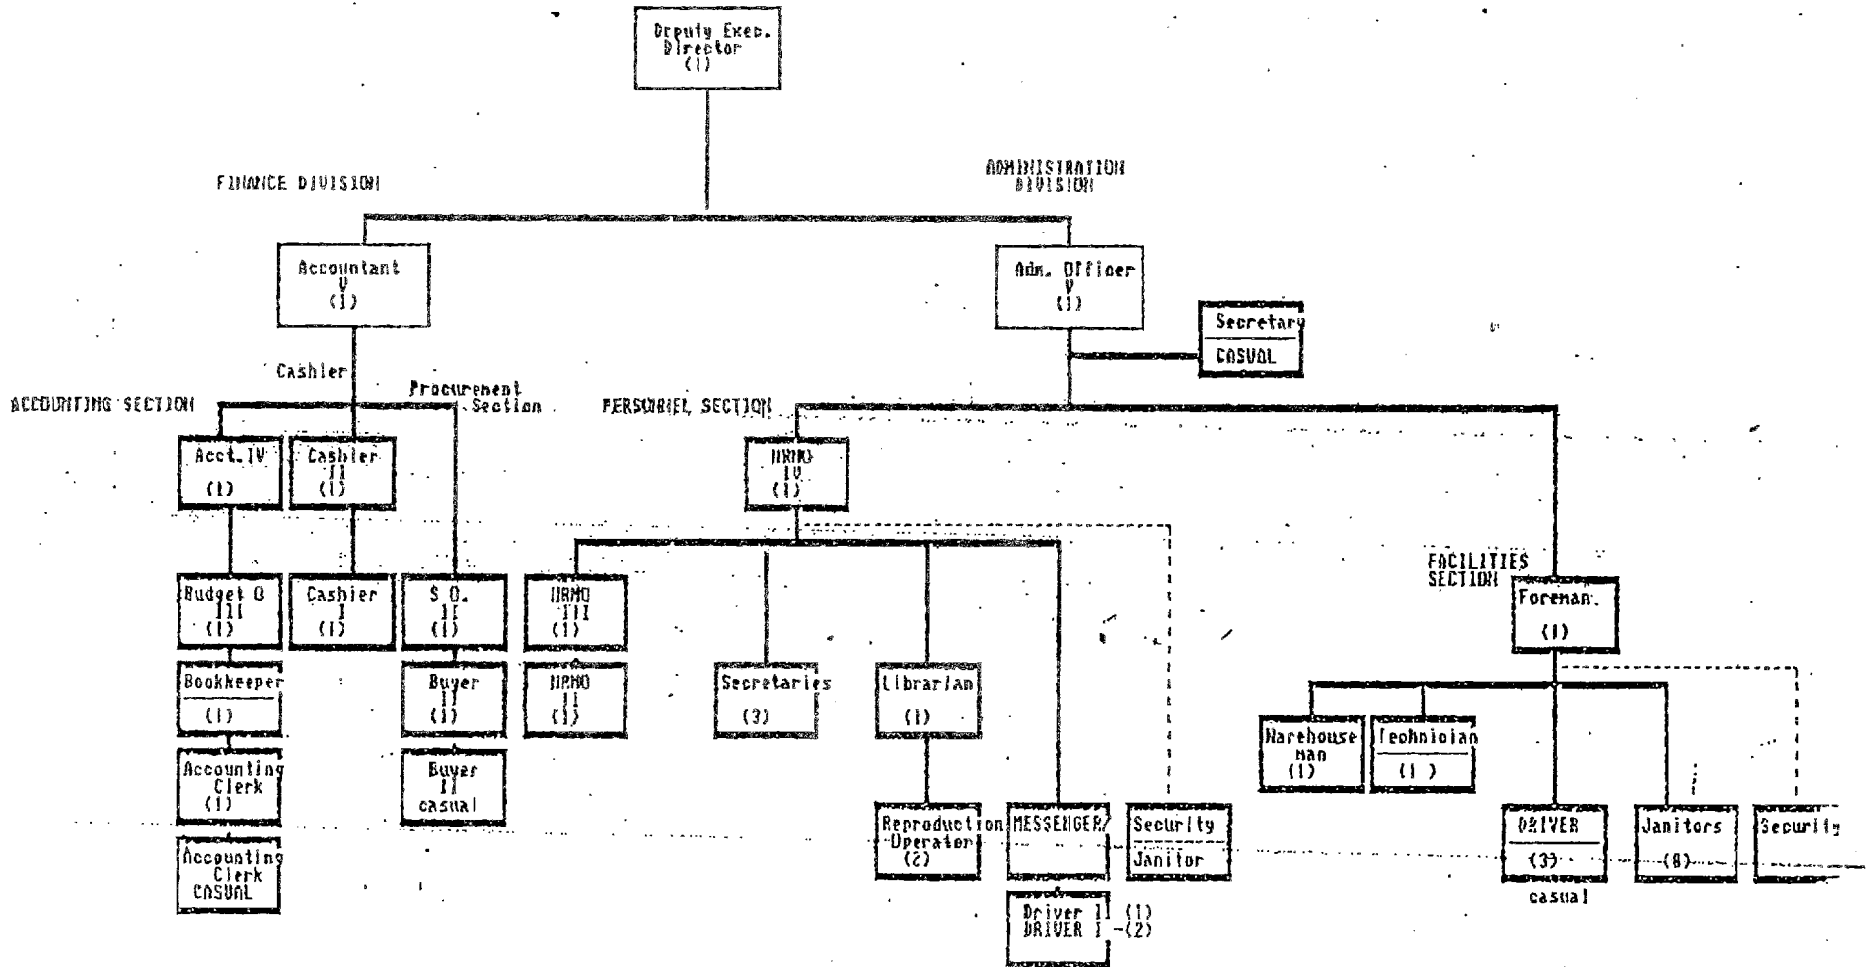 Deputy Exec.
Director
(1)
FINANCE DIVISION
ADMINISTRATION
DIVISION
Accountant
V
(1)
Adm. Officer
V
(1)
Secretary
CASUAL
Cashier
ACCOUNTING SECTION
Procurement
Section
PERSONNEL SECTION
Acct. IV
(1)
Cashier
II
(1)
HRMO
IV
(1)
FACILITIES
SECTION
Budget O
III
(1)
Cashier
I
(1)
S.O.
II
(1)
HRMO
III
(1)
Foreman.
(1)
Bookkeeper
(1)
Buyer
II
(1)
HRMO
II
(1)
Secretaries
(3)
Librarian
(1)
Warehouse
man
(1)
Technician
(1 )
Accounting
Clerk
(1)
Buyer
II
casual
Reproduction
Operator
(2)
MESSENGER/
Security
Janitor
DRIVER
(3)
casual
Janitors
(8)
Security
Accounting
Clerk
CASUAL
Driver II (1)
DRIVER I -(2)